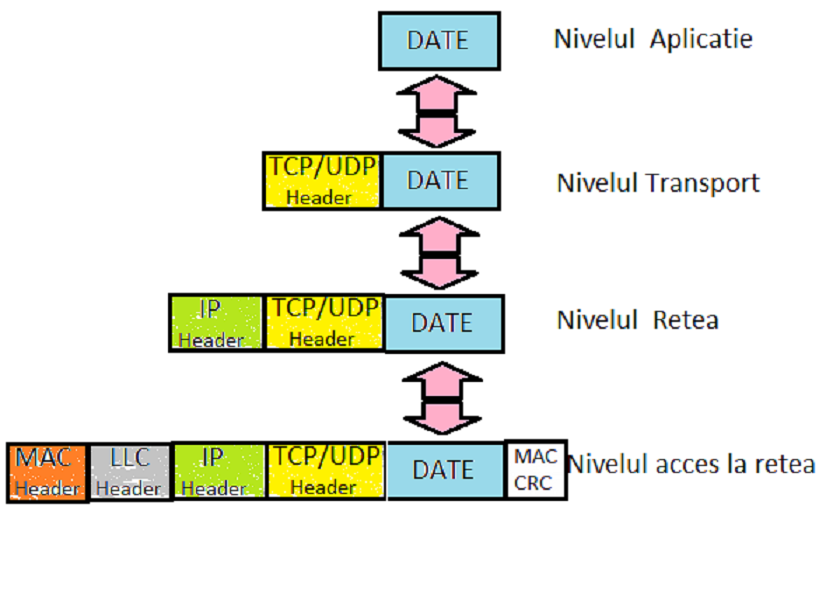 DATE Nivelul Aplicatie
TCP/UDP DATE Nivelul Transport
Header
IP TCP/UDP DATE Nivelul Retea
Header Header
MAC LLC IP TCP/UDP DATE MAC Nivelul acces la retea
Header Header Header Header CRC